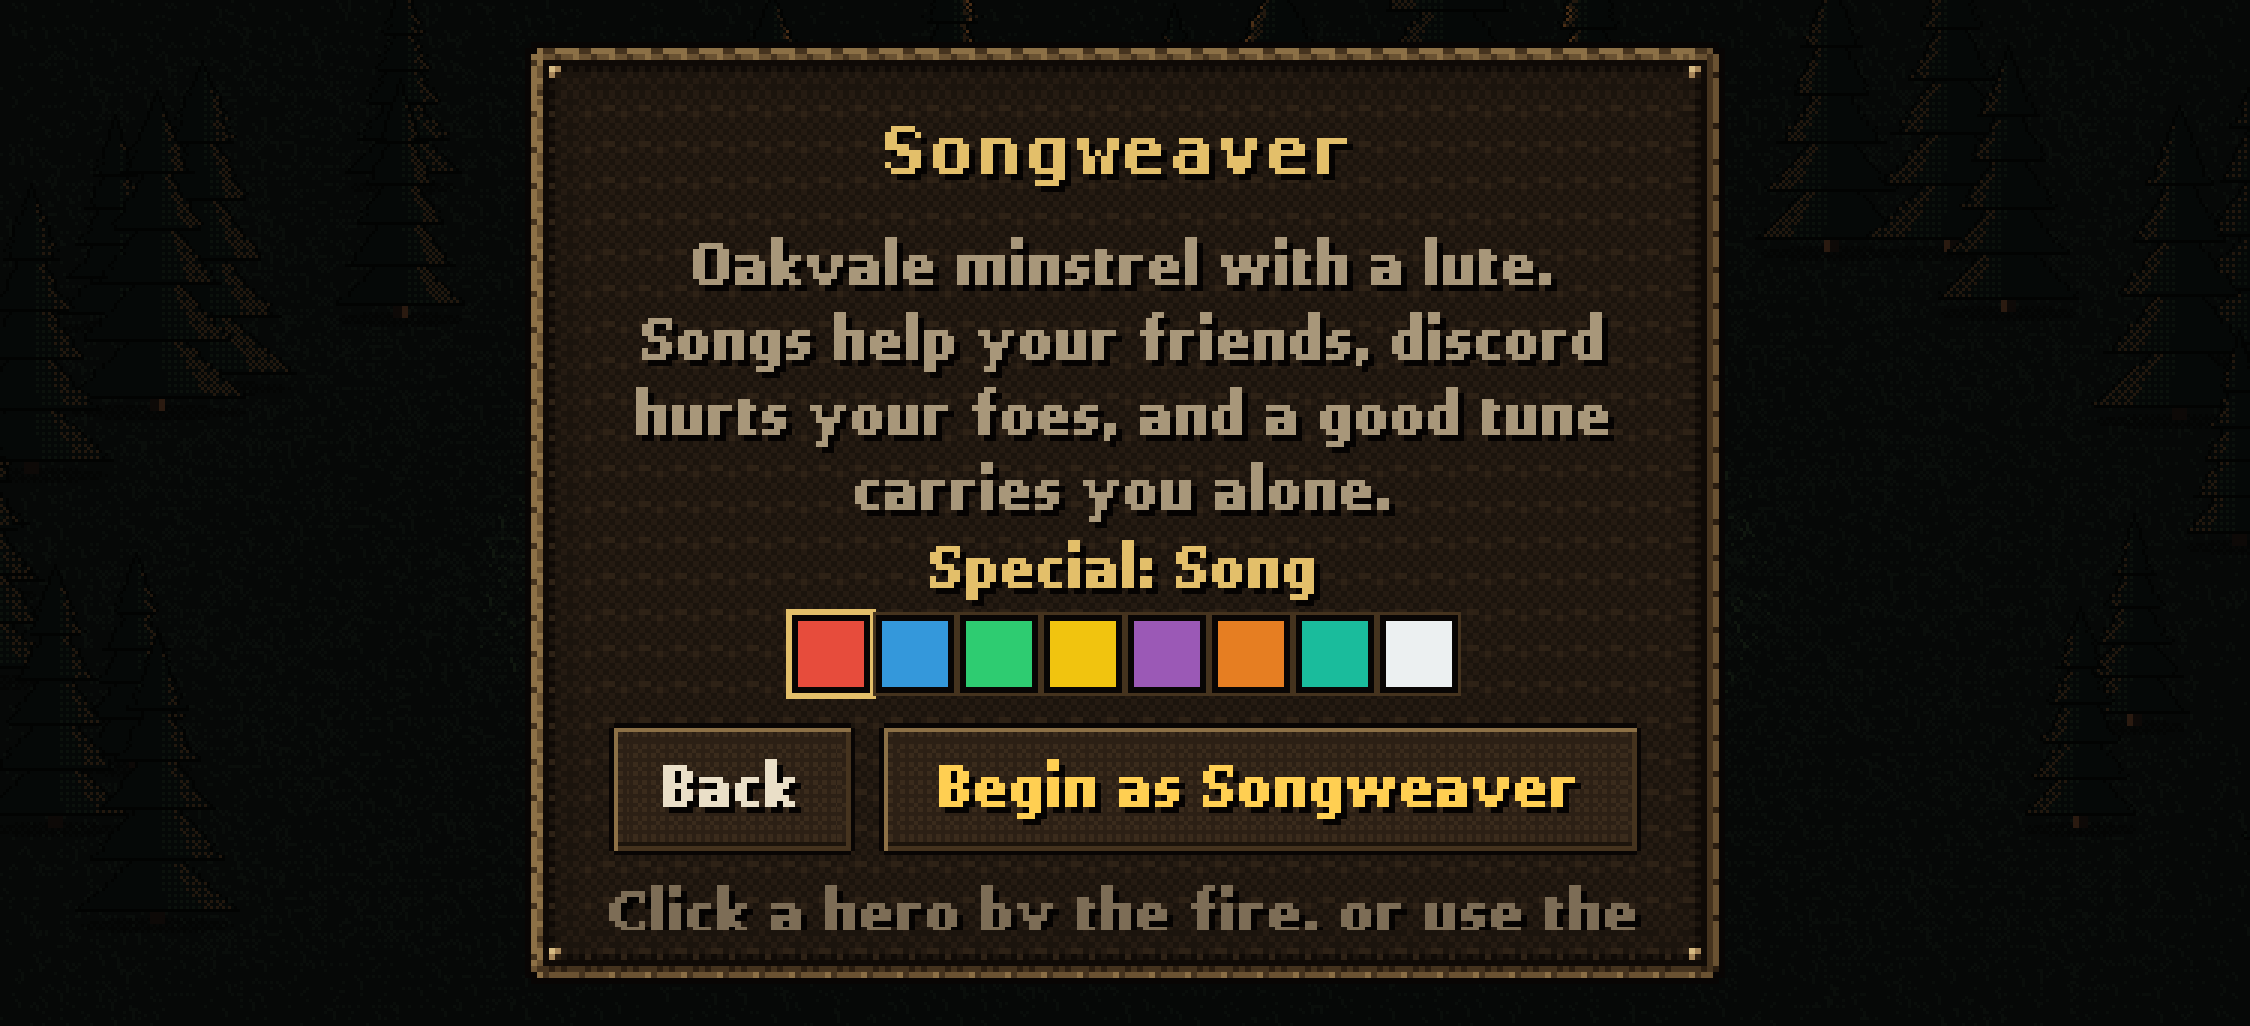 Songweaver
Oakvale minstrel with a lute.
Songs help your friends, discord
hurts your foes, and a good tune
carries you alone.
Special: Song
Back
Begin as Songweaver
Click a hero by the fire, or use the